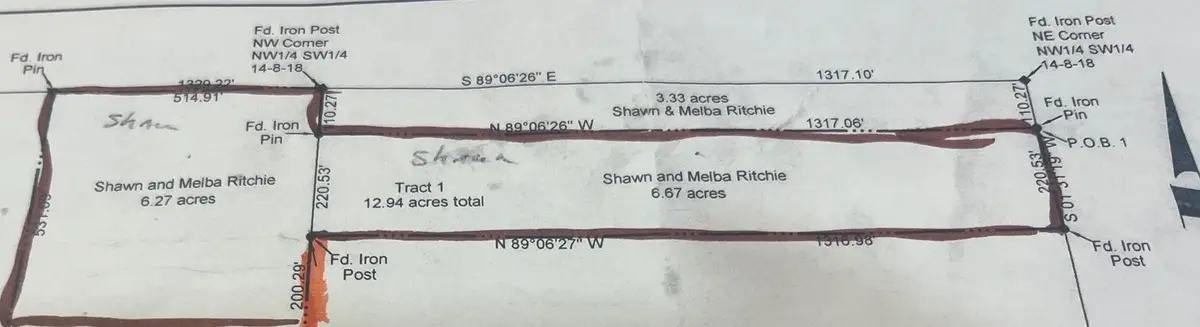 Fd. Iron
Pin
Fd. Iron Post
NW Corner
NW1/4 SW1/4
14-8-18
Fd. Iron Post
NE Corner
NW1/4 SW1/4
14-8-18
514.91'
S 89°06'26" E
1317.10'
110.27'
110.27'
3.33 acres
Shawn & Melba Ritchie
Fd. Iron
Pin
Fd. Iron
Pin
N 89°06'26" W
1317.06'
P.O.B. 1
Shawn and Melba Ritchie
6.27 acres
220.53'
Tract 1
12.94 acres total
Shawn and Melba Ritchie
6.67 acres
220.53'
N 89°06'27" W
1316.98'
Fd. Iron
Post
Fd. Iron
Post
200.29'